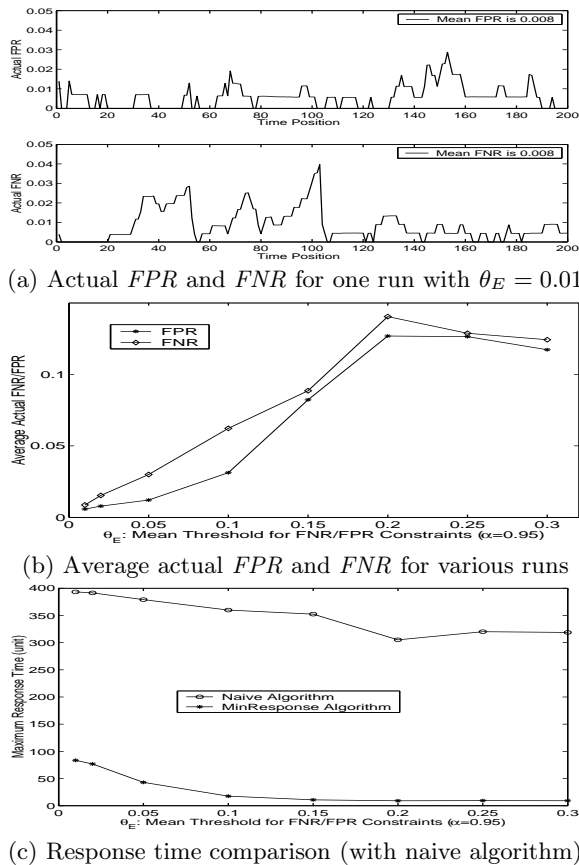 0.05
0.04
0.03
0.02
0.01
0
Actual FPR
Mean FPR is 0.008
0 20 40 60 80 100 120 140 160 180 200
Time Position
0.05
0.04
0.03
0.02
0.01
0
Actual FNR
Mean FNR is 0.008
0 20 40 60 80 100 120 140 160 180 200
Time Position
(a) Actual FPR and FNR for one run with θE = 0.01
Average Actual FNR/FPR
0.1
0.05
0
FPR
FNR
0 0.05 0.1 0.15 0.2 0.25 0.3
θE: Mean Threshold for FNR/FPR Constraints (α=0.95)
(b) Average actual FPR and FNR for various runs
Maximum Response Time (unit)
400
350
300
250
200
150
100
50
0
Naive Algorithm
MinResponse Algorithm
0 0.05 0.1 0.15 0.2 0.25 0.3
θE: Mean Threshold for FNR/FPR Constraints (α=0.95)
(c) Response time comparison (with naive algorithm)